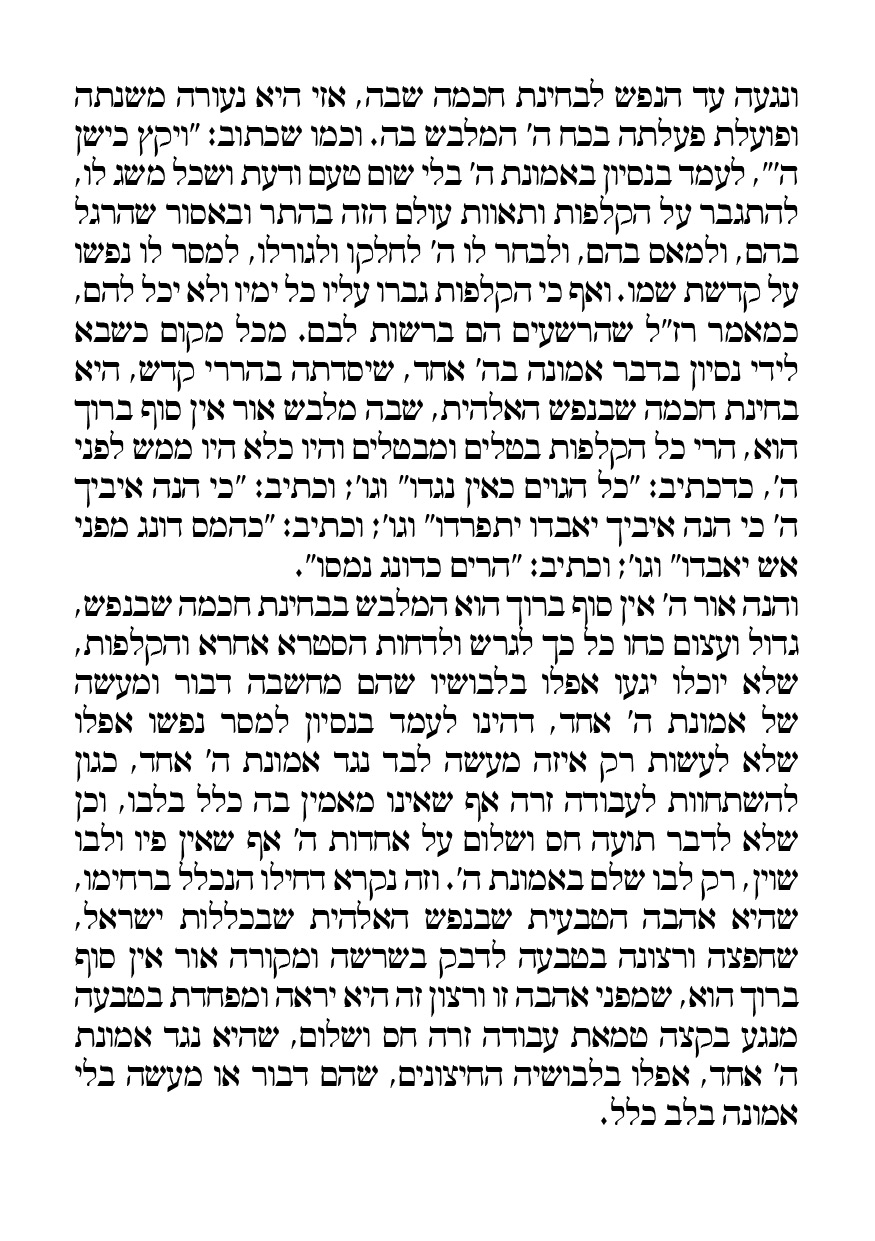 ונגעה עד הנפש לבחינת חכמה שבה, אזי היא נעורה משנתה
ופועלת פעלתה בכח ה' המלבש בה. וכמו שכתוב: "ויקץ כישן
ה'", לעמד בנסיון באמונת ה' בלי שום טעם ודעת ושכל משג לו,
להתגבר על הקלפות ותאוות עולם הזה בהתר ובאסור שהרגל
בהם, ולמאס בהם, ולבחר לו ה' לחלקו ולגורלו, למסר לו נפשו
על קדשת שמו. ואף כי הקלפות גברו עליו כל ימיו ולא יכל להם,
כמאמר רז"ל שהרשעים הם ברשות לבם. מכל מקום כשבא
לידי נסיון בדבר אמונה בה' אחד, שיסדתה בהררי קדש, היא
בחינת חכמה שבנפש האלהית, שבה מלבש אור אין סוף ברוך
הוא, הרי כל הקלפות בטלים ומבטלים והיו כלא היו ממש לפני
ה', כדכתיב: "כל הגוים כאין נגדו" וגו'; וכתיב: "כי הנה איביך
ה' כי הנה איביך יאבדו יתפרדו" וגו'; וכתיב: "כהמס דונג מפני
אש יאבדו" וגו'; וכתיב: "הרים כדונג נמסו".
והנה אור ה' אין סוף ברוך הוא המלבש בבחינת חכמה שבנפש,
גדול ועצום כחו כל כך לגרש ולדחות הסטרא אחרא והקלפות,
שלא יוכלו יגעו אפלו בלבושיו שהם מחשבה דבור ומעשה
של אמונת ה' אחד, דהינו לעמד בנסיון למסר נפשו אפלו
שלא לעשות רק איזה מעשה לבד נגד אמונת ה' אחד, כגון
להשתחוות לעבודה זרה אף שאינו מאמין בה כלל בלבו, וכן
שלא לדבר תועה חס ושלום על אחדות ה' אף שאין פיו ולבו
שוין, רק לבו שלם באמונת ה'. וזה נקרא דחילו הנכלל ברחימו,
שהיא אהבה הטבעית שבנפש האלהית שבכללות ישראל,
שחפצה ורצונה בטבעה לדבק בשרשה ומקורה אור אין סוף
ברוך הוא, שמפני אהבה זו ורצון זה היא יראה ומפחדת בטבעה
מנגע בקצה טמאת עבודה זרה חס ושלום, שהיא נגד אמונת
ה' אחד, אפלו בלבושיה החיצונים, שהם דבור או מעשה בלי
אמונה בלב כלל.